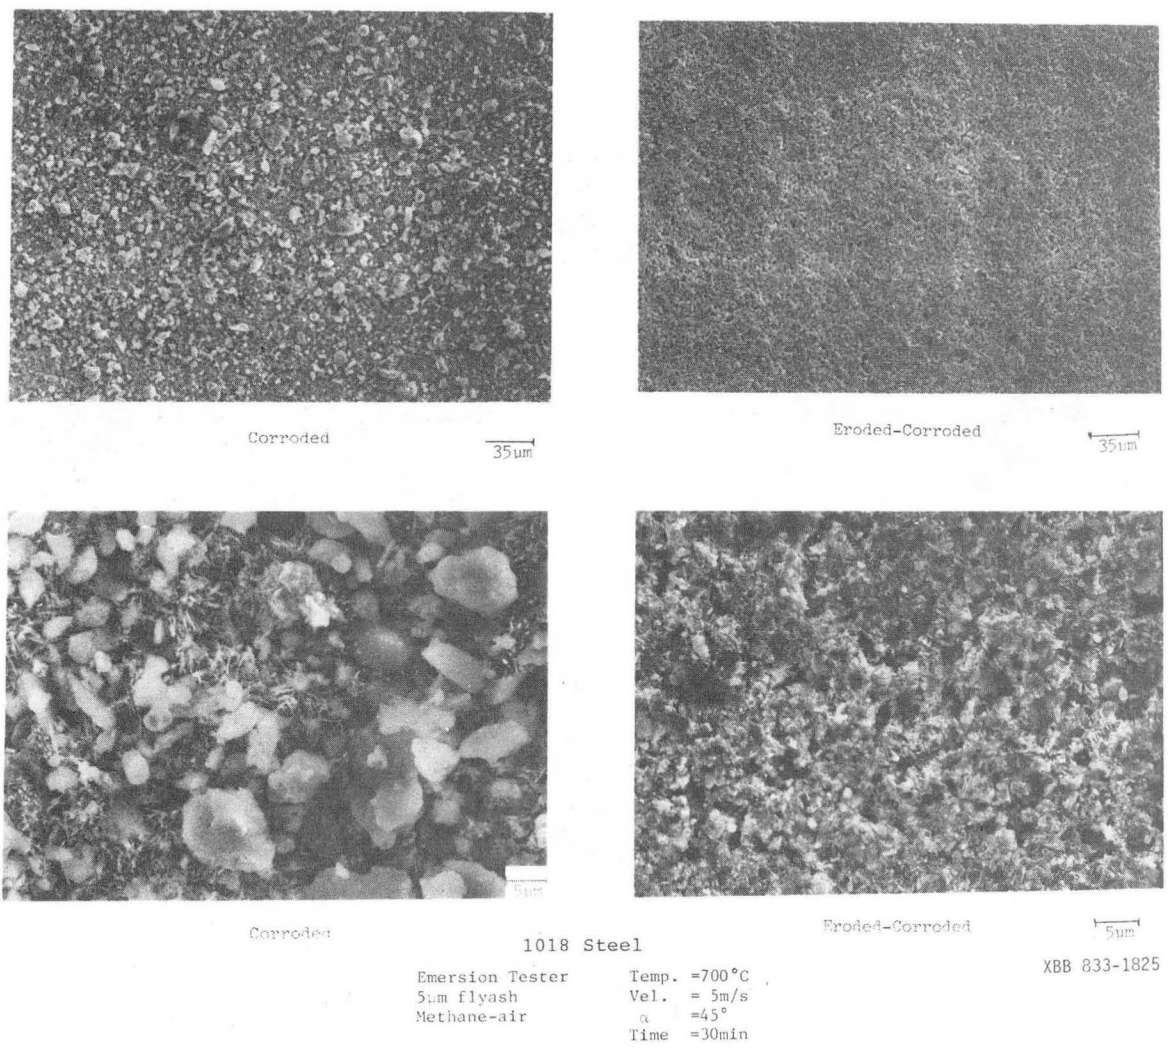 Corroded
35μm
Eroded-Corroded
35μm
5μm
Corroded
Eroded-Corroded
5μm
1018 Steel
XBB 833-1825
Emersion Tester
5μm flyash
Methane-air
Temp. =700°C
Vel. = 5m/s
α =45°
Time =30min